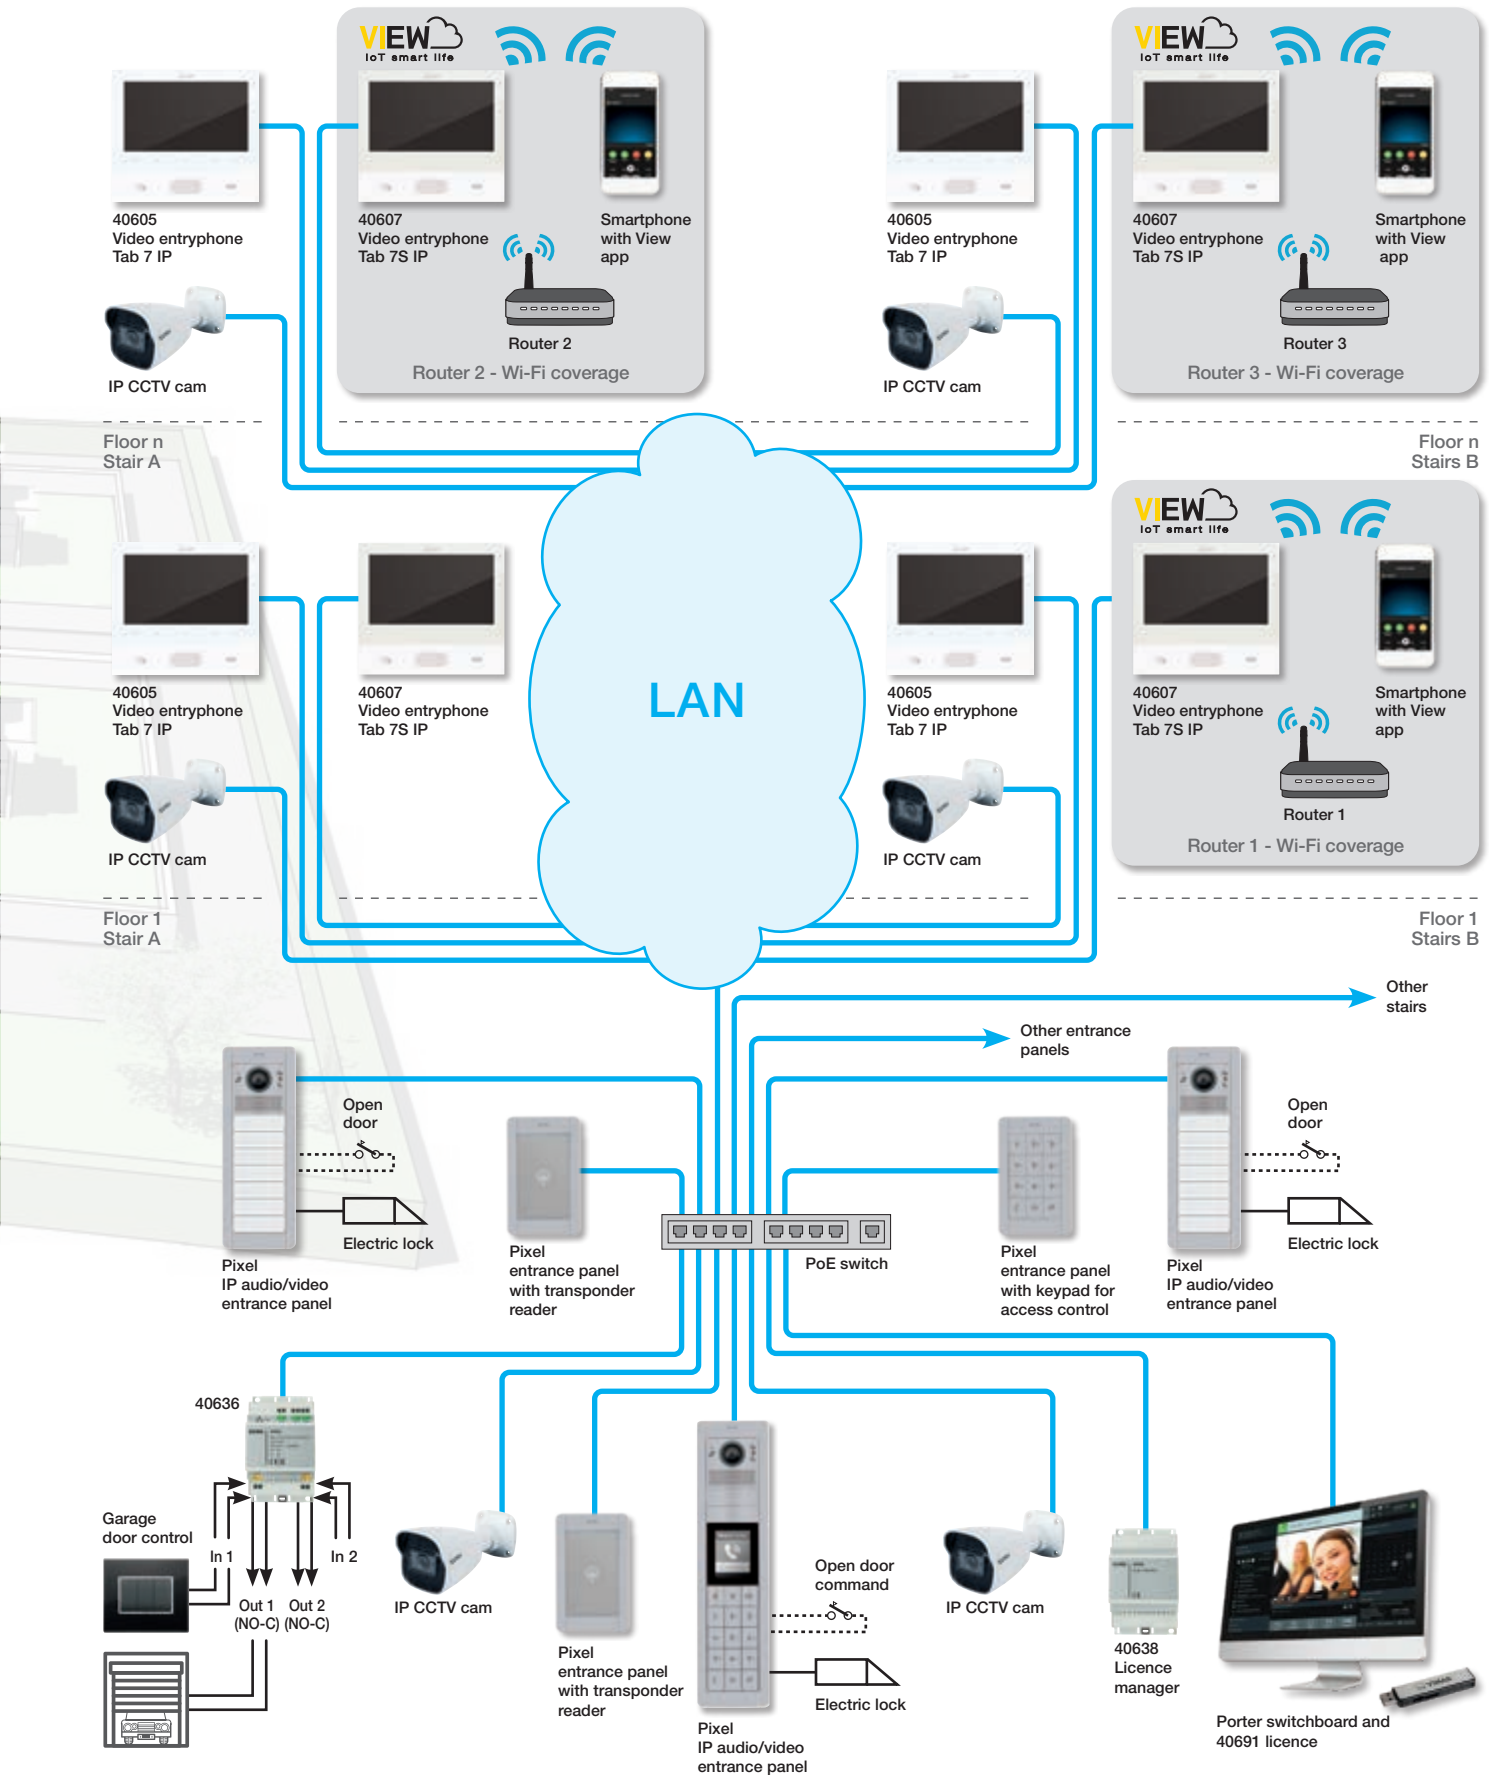 VIEW
IoT smart life
VIEW
IoT smart life
40605
Video entryphone
Tab 7 IP
40607
Video entryphone
Tab 7S IP
Smartphone
with View
app
40605
Video entryphone
Tab 7 IP
40607
Video entryphone
Tab 7S IP
Smartphone
with View
app
Router 2
Router 2 - Wi-Fi coverage
IP CCTV cam
Router 3
Router 3 - Wi-Fi coverage
IP CCTV cam
Floor n
Stair A
Floor n
Stairs B
VIEW
IoT smart life
LAN
40605
Video entryphone
Tab 7 IP
40607
Video entryphone
Tab 7S IP
40605
Video entryphone
Tab 7 IP
40607
Video entryphone
Tab 7S IP
Smartphone
with View
app
IP CCTV cam
IP CCTV cam
Router 1
Router 1 - Wi-Fi coverage
Floor 1
Stair A
Floor 1
Stairs B
Other
stairs
Other entrance
panels
Open
door
Open
door
Electric lock
Electric lock
Pixel
IP audio/video
entrance panel
Pixel
entrance panel
with transponder
reader
PoE switch
Pixel
entrance panel
with keypad for
access control
Pixel
IP audio/video
entrance panel
40636
Garage
door control
In 1
In 2
Out 1
(NO-C)
Out 2
(NO-C)
IP CCTV cam
Pixel
entrance panel
with transponder
reader
Open door
command
Electric lock
Pixel
IP audio/video
entrance panel
IP CCTV cam
40638
Licence
manager
Porter switchboard and
40691 licence